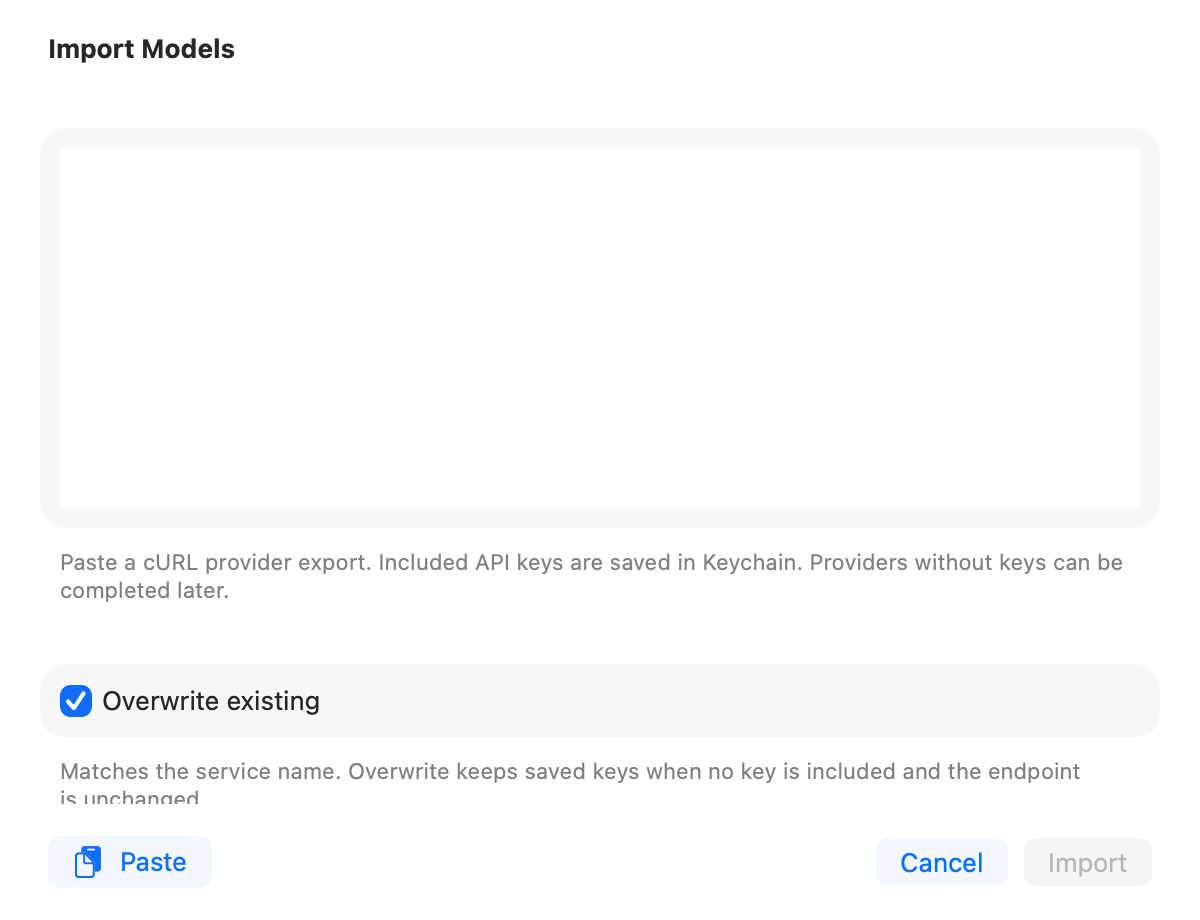 Import Models
Paste a cURL provider export. Included API keys are saved in Keychain. Providers without keys can be
completed later.
Overwrite existing
Matches the service name. Overwrite keeps saved keys when no key is included and the endpoint
is unchanged
Paste
Cancel
Import